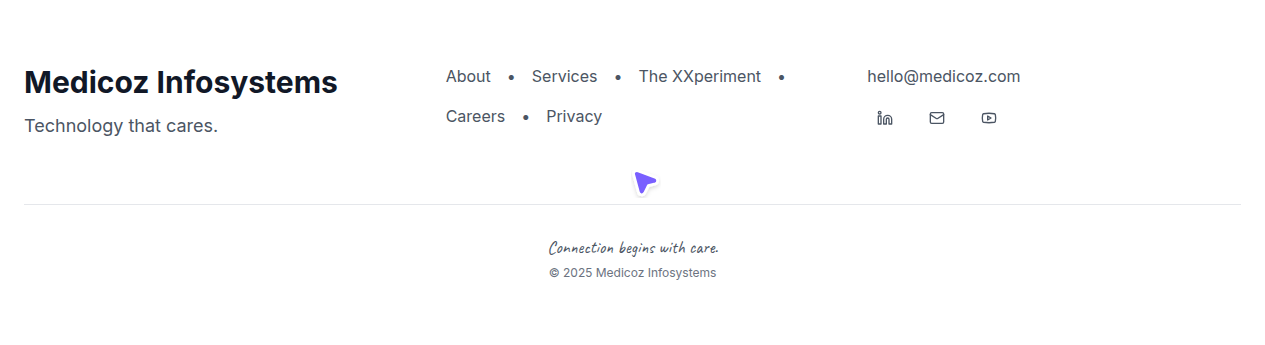 Medicoz Infosystems
Technology that cares.
About • Services • The XXperiment •
Careers • Privacy
hello@medicoz.com
Connection begins with care.
© 2025 Medicoz Infosystems